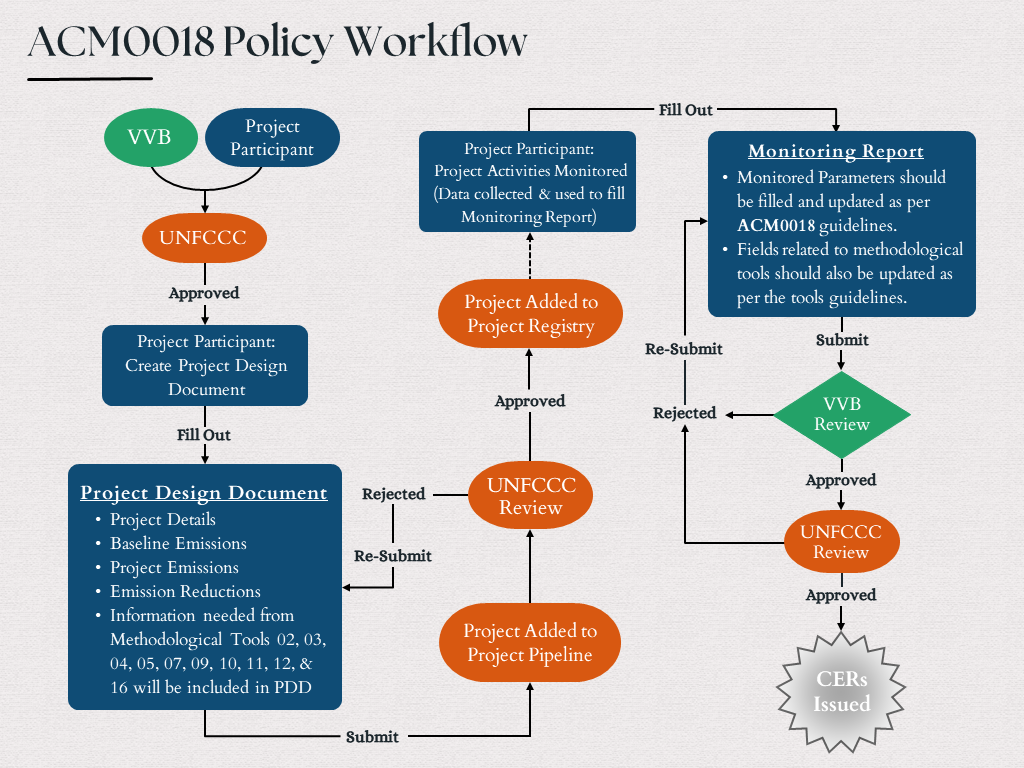 ACM0018 Policy Workflow
VVB
Project
Participant
UNFCCC
Approved
Project Participant:
Create Project Design
Document
Fill Out
Project Design Document
• Project Details
• Baseline Emissions
• Project Emissions
• Emission Reductions
• Information needed from
Methodological Tools 02, 03,
04, 05, 07, 09, 10, 11, 12, &
16 will be included in PDD
Submit
Project Added to
Project Pipeline
UNFCCC
Review
Rejected
Re-Submit
Approved
Project Added to
Project Registry
Project Participant:
Project Activities Monitored
(Data collected & used to fill
Monitoring Report)
Fill Out
Monitoring Report
• Monitored Parameters should
be filled and updated as per
ACM0018 guidelines.
• Fields related to methodological
tools should also be updated as
per the tools guidelines.
Submit
VVB
Review
Rejected
Re-Submit
Approved
UNFCCC
Review
Approved
CERs
Issued